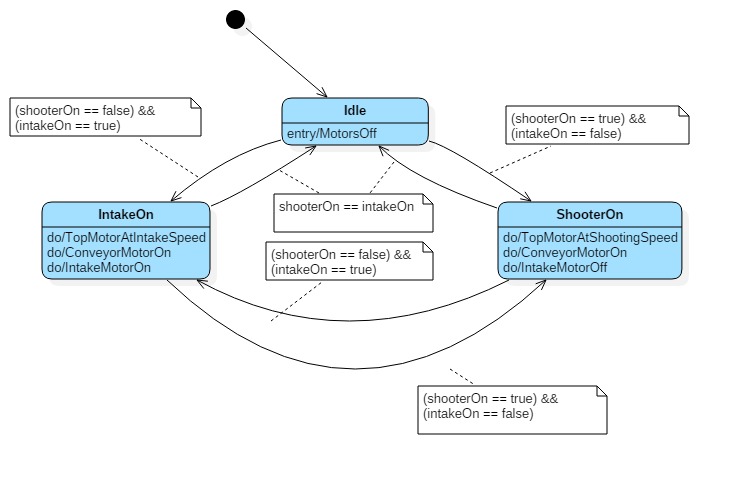 Idle
entry/MotorsOff
(shooterOn == false) &&
(intakeOn == true)
(shooterOn == true) &&
(intakeOn == false)
shooterOn == intakeOn
IntakeOn
do/TopMotorAtIntakeSpeed
do/ConveyorMotorOn
do/IntakeMotorOn
ShooterOn
do/TopMotorAtShootingSpeed
do/ConveyorMotorOn
do/IntakeMotorOff
(shooterOn == false) &&
(intakeOn == true)
(shooterOn == true) &&
(intakeOn == false)